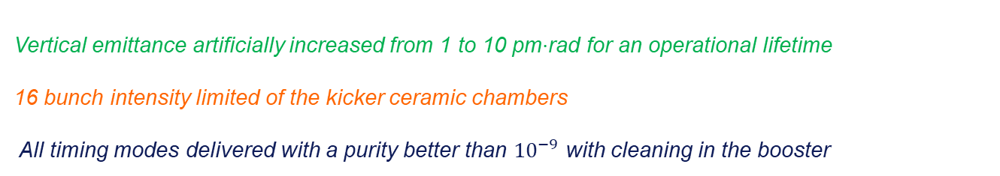 Vertical emittance artificially increased from 1 to 10 pm·rad for an operational lifetime
16 bunch intensity limited of the kicker ceramic chambers
All timing modes delivered with a purity better than 10⁻⁹ with cleaning in the booster